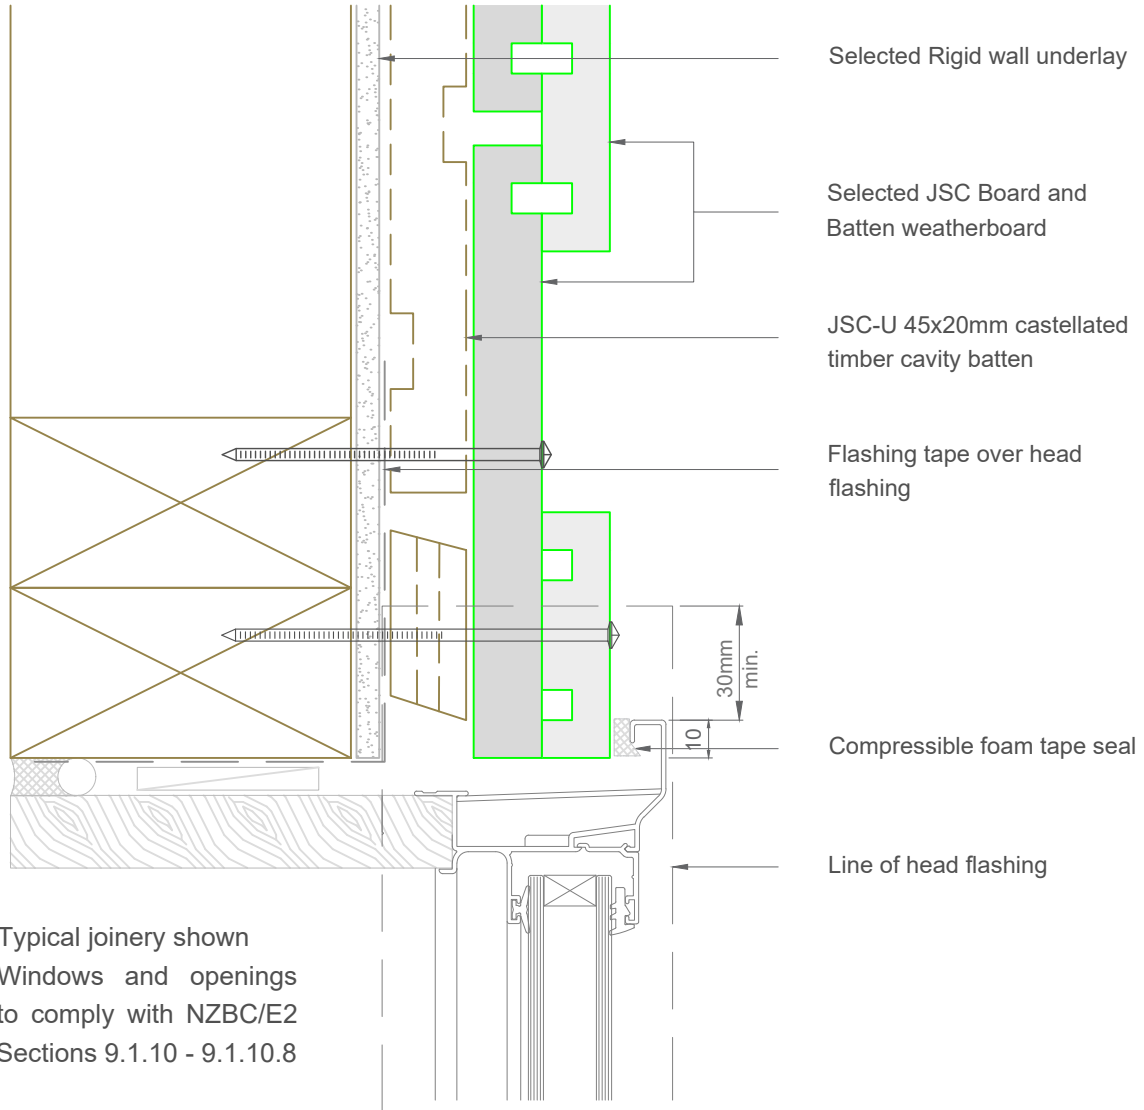 Selected Rigid wall underlay
Selected JSC Board and
Batten weatherboard
JSC-U 45x20mm castellated
timber cavity batten
Flashing tape over head
flashing
30mm
min.
10
Compressible foam tape seal
Line of head flashing
Typical joinery shown
Windows and openings
to comply with NZBC/E2
Sections 9.1.10 - 9.1.10.8